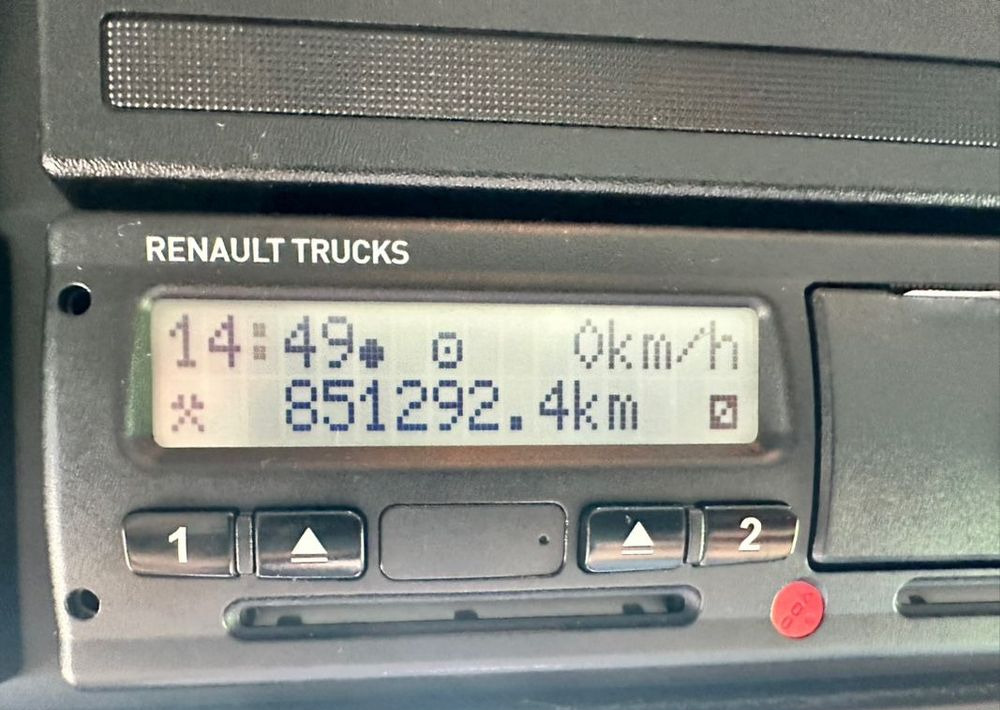 RENAULT TRUCKS
14:49 0km/h
851292.4km
1 2